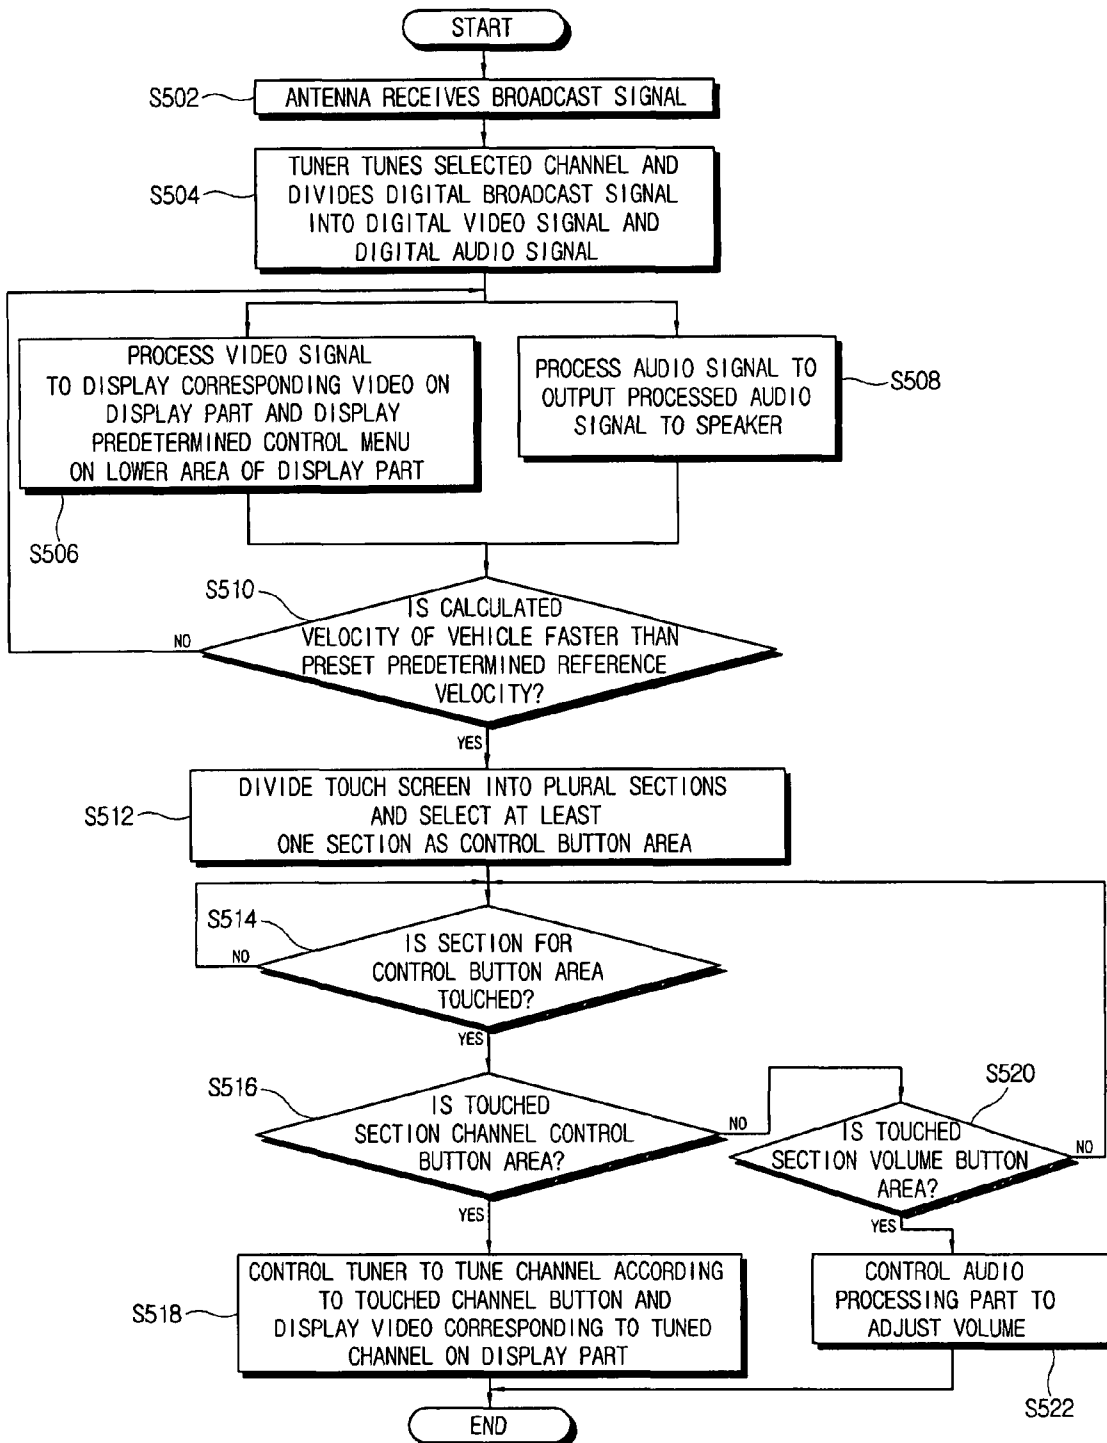 START
S502
ANTENNA RECEIVES BROADCAST SIGNAL
S504
TUNER TUNES SELECTED CHANNEL AND
DIVIDES DIGITAL BROADCAST SIGNAL
INTO DIGITAL VIDEO SIGNAL AND
DIGITAL AUDIO SIGNAL
PROCESS VIDEO SIGNAL
TO DISPLAY CORRESPONDING VIDEO ON
DISPLAY PART AND DISPLAY
PREDETERMINED CONTROL MENU
ON LOWER AREA OF DISPLAY PART
S506
PROCESS AUDIO SIGNAL TO
OUTPUT PROCESSED AUDIO
SIGNAL TO SPEAKER
S508
S510
IS CALCULATED
VELOCITY OF VEHICLE FASTER THAN
PRESET PREDETERMINED REFERENCE
VELOCITY?
NO
YES
S512
DIVIDE TOUCH SCREEN INTO PLURAL SECTIONS
AND SELECT AT LEAST
ONE SECTION AS CONTROL BUTTON AREA
S514
IS SECTION FOR
CONTROL BUTTON AREA
TOUCHED?
NO
YES
S516
IS TOUCHED
SECTION CHANNEL CONTROL
BUTTON AREA?
NO
YES
S520
IS TOUCHED
SECTION VOLUME BUTTON
AREA?
NO
YES
S518
CONTROL TUNER TO TUNE CHANNEL ACCORDING
TO TOUCHED CHANNEL BUTTON AND
DISPLAY VIDEO CORRESPONDING TO TUNED
CHANNEL ON DISPLAY PART
CONTROL AUDIO
PROCESSING PART TO
ADJUST VOLUME
S522
END